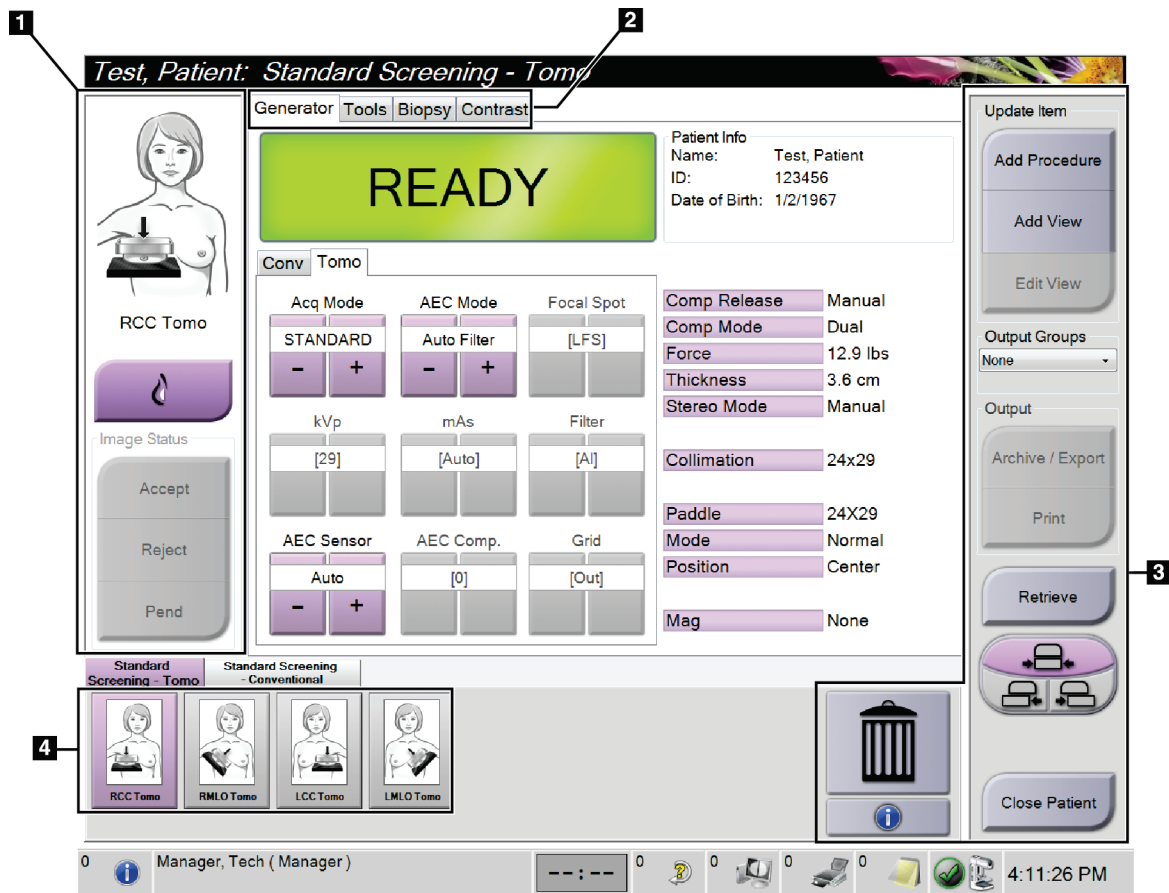 1
2
Test, Patient: Standard Screening - Tomo
Generator Tools Biopsy Contrast
READY
Patient Info
Name: Test, Patient
ID: 123456
Date of Birth: 1/2/1967
RCC Tomo
Image Status
Accept
Reject
Pend
Conv Tomo
Acq Mode AEC Mode Focal Spot
STANDARD Auto Filter [LFS]
- + - +
kVp mAs Filter
[29] [Auto] [Al]
AEC Sensor AEC Comp. Grid
Auto [0] [Out]
- +
Comp Release Manual
Comp Mode Dual
Force 12.9 lbs
Thickness 3.6 cm
Stereo Mode Manual
Collimation 24x29
Paddle 24X29
Mode Normal
Position Center
Mag None
Update Item
Add Procedure
Add View
Edit View
Output Groups
None
Output
Archive / Export
Print
3
Retrieve
Close Patient
Standard
Screening - Tomo
Standard Screening
- Conventional
4
RCC Tomo RMLO Tomo LCC Tomo LMLO Tomo
i
0 i Manager, Tech ( Manager ) --:-- 0 ? 0 0 0 4:11:26 PM